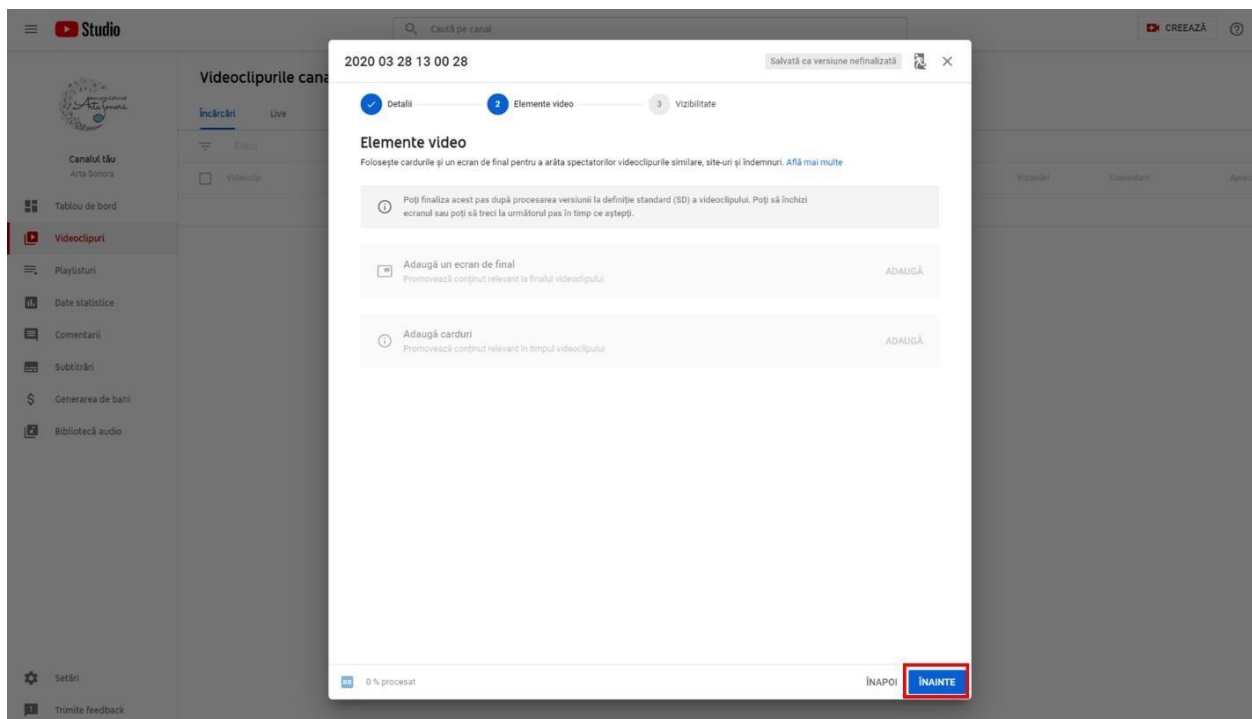 Studio
Caută pe canal
CREEAZĂ
Canalul tău
Arta Sonora
Tablou de bord
Videoclipuri
Playlisturi
Date statistice
Comentarii
Subtitrări
Generarea de bani
Bibliotecă audio
Setări
Trimite feedback
Videoclipurile cana
Încărcări
Live
Filtra
Videoclip
Vizionări
Comentarii
Aprec
2020 03 28 13 00 28
Salvată ca versiune nefinalizată
Detalii
2 Elemente video
3 Vizibilitate
Elemente video
Folosește cardurile și un ecran de final pentru a arăta spectatorilor videoclipurile similare, site-uri și îndemnuri. Află mai multe
Poți finaliza acest pas după procesarea versiunii la definiție standard (SD) a videoclipului. Poți să închizi
ecranul sau poți să treci la următorul pas în timp ce aștepți.
Adaugă un ecran de final
Promovează conținut relevant la finalul videoclipului
ADAUGĂ
Adaugă carduri
Promovează conținut relevant în timpul videoclipului
ADAUGĂ
SD
0 % procesat
ÎNAPOI
ÎNAINTE